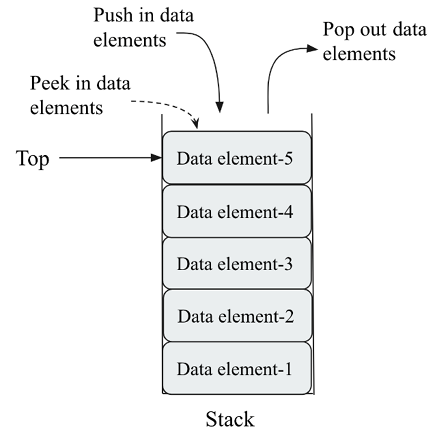 Push in data
elements
Pop out data
elements
Peek in data
elements
Top
Data element-5
Data element-4
Data element-3
Data element-2
Data element-1
Stack